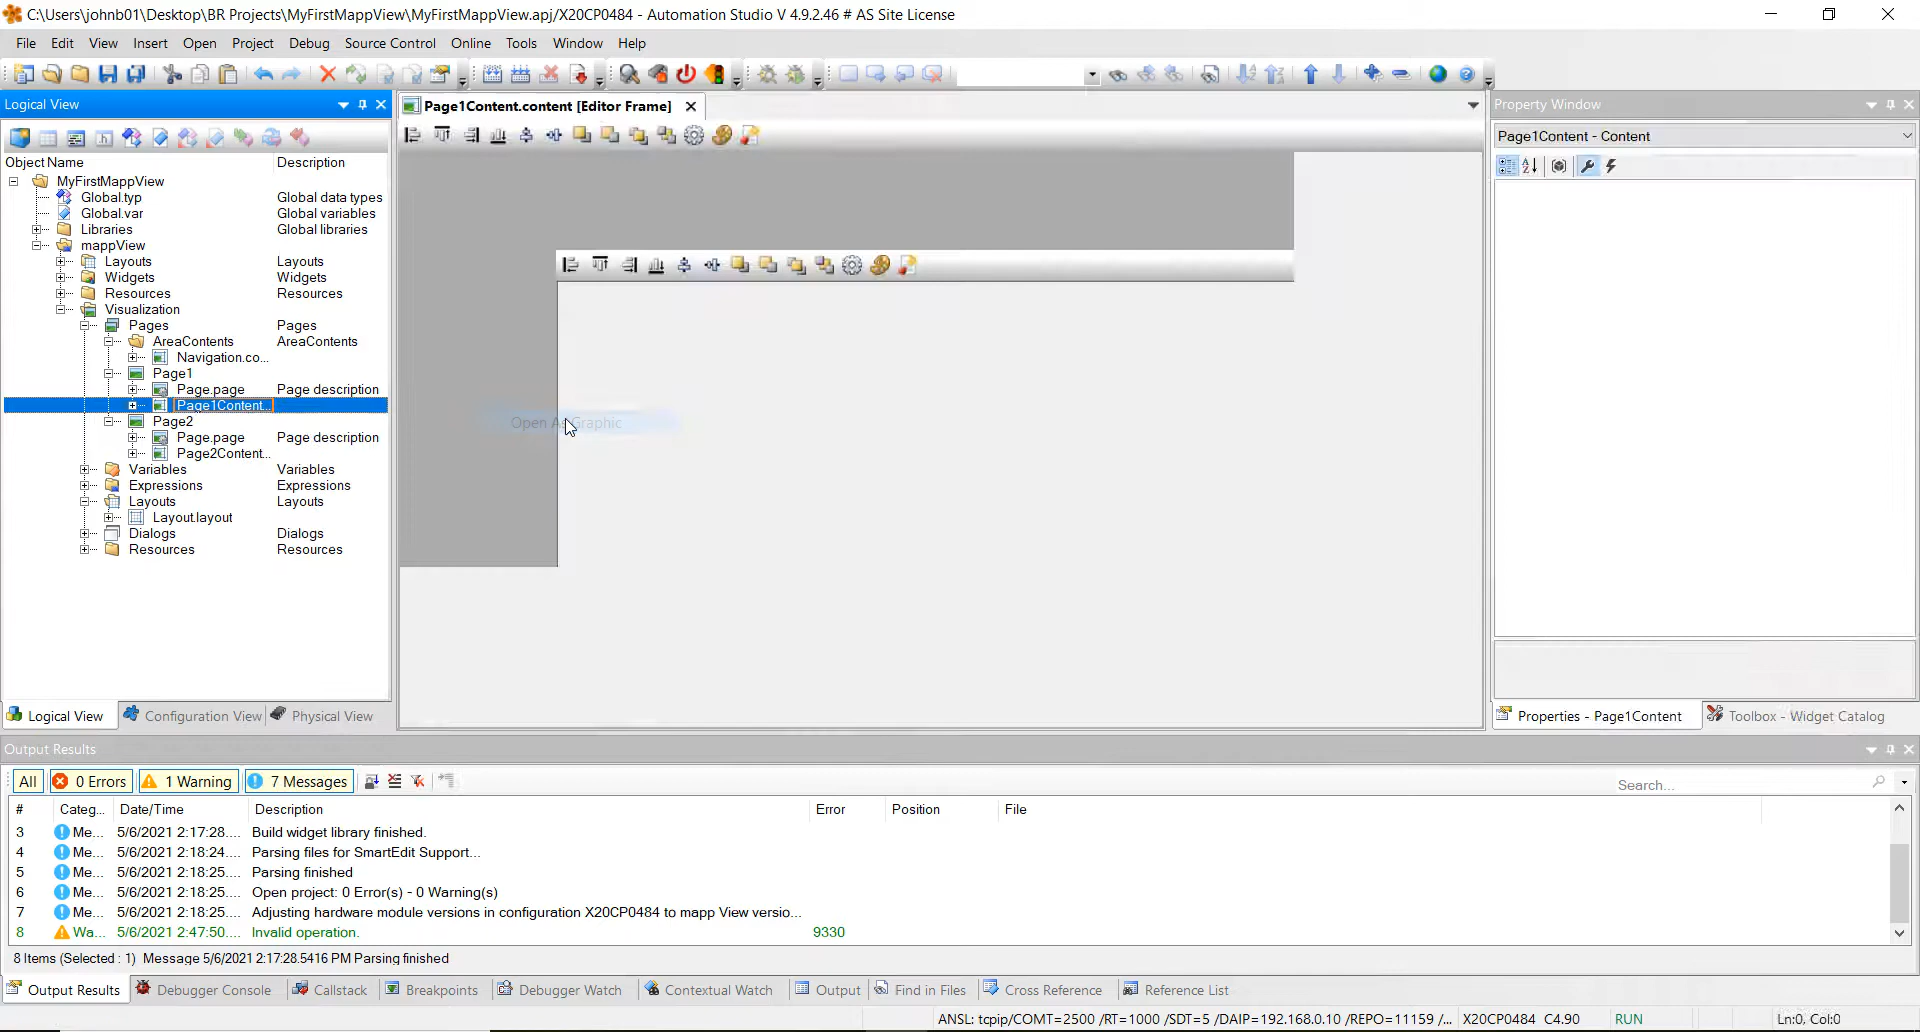 C:\Users\johnb01\Desktop\BR Projects\MyFirstMappView\MyFirstMappView.apj/X20CP0484 - Automation Studio V 4.9.2.46 # AS Site License
File Edit View Insert Open Project Debug Source Control Online Tools Window Help
Logical View
Page1Content.content [Editor Frame]
Property Window
Page1Content - Content
Object Name Description
MyFirstMappView
Global.typ Global data types
Global.var Global variables
Libraries Global libraries
mappView
Layouts Layouts
Widgets Widgets
Resources Resources
Visualization
Pages Pages
AreaContents AreaContents
Navigation.co...
Page1
Page.page Page description
Page1Content...
Page2
Page.page Page description
Page2Content...
Variables Variables
Expressions Expressions
Layouts Layouts
Layout.layout
Dialogs Dialogs
Resources Resources
Open As Graphic
Logical View Configuration View Physical View
Properties - Page1Content Toolbox - Widget Catalog
Output Results
All 0 Errors 1 Warning 7 Messages
Search...
# Categ... Date/Time Description Error Position File
3 Me... 5/6/2021 2:17:28.... Build widget library finished.
4 Me... 5/6/2021 2:18:24.... Parsing files for SmartEdit Support...
5 Me... 5/6/2021 2:18:25.... Parsing finished
6 Me... 5/6/2021 2:18:25.... Open project: 0 Error(s) - 0 Warning(s)
7 Me... 5/6/2021 2:18:25.... Adjusting hardware module versions in configuration X20CP0484 to mapp View versio...
8 Wa... 5/6/2021 2:47:50.... Invalid operation. 9330
8 Items (Selected : 1) Message 5/6/2021 2:17:28.5416 PM Parsing finished
Output Results Debugger Console Callstack Breakpoints Debugger Watch Contextual Watch Output Find in Files Cross Reference Reference List
ANSL: tcpip/COMT=2500 /RT=1000 /SDT=5 /DAIP=192.168.0.10 /REPO=11159 /... X20CP0484 C4.90 RUN Ln:0, Col:0